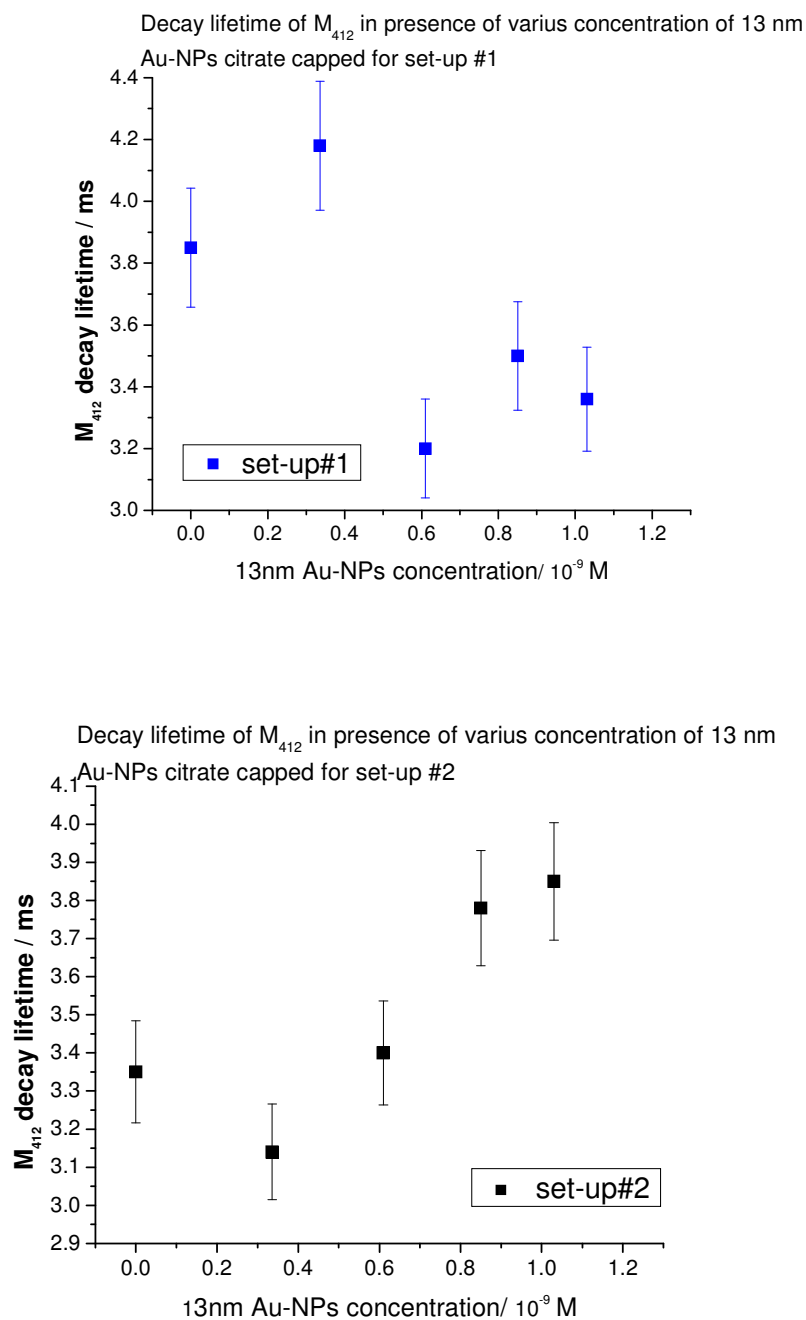 Decay lifetime of M412 in presence of varius concentration of 13 nm
Au-NPs citrate capped for set-up #1
4.4
4.2
4.0
3.8
3.6
3.4
3.2
3.0
M412 decay lifetime / ms
set-up#1
0.0 0.2 0.4 0.6 0.8 1.0 1.2
13nm Au-NPs concentration/ 10-9 M
Decay lifetime of M412 in presence of varius concentration of 13 nm
Au-NPs citrate capped for set-up #2
4.1
4.0
3.9
3.8
3.7
3.6
3.5
3.4
3.3
3.2
3.1
3.0
2.9
M412 decay lifetime / ms
set-up#2
0.0 0.2 0.4 0.6 0.8 1.0 1.2
13nm Au-NPs concentration/ 10-9 M